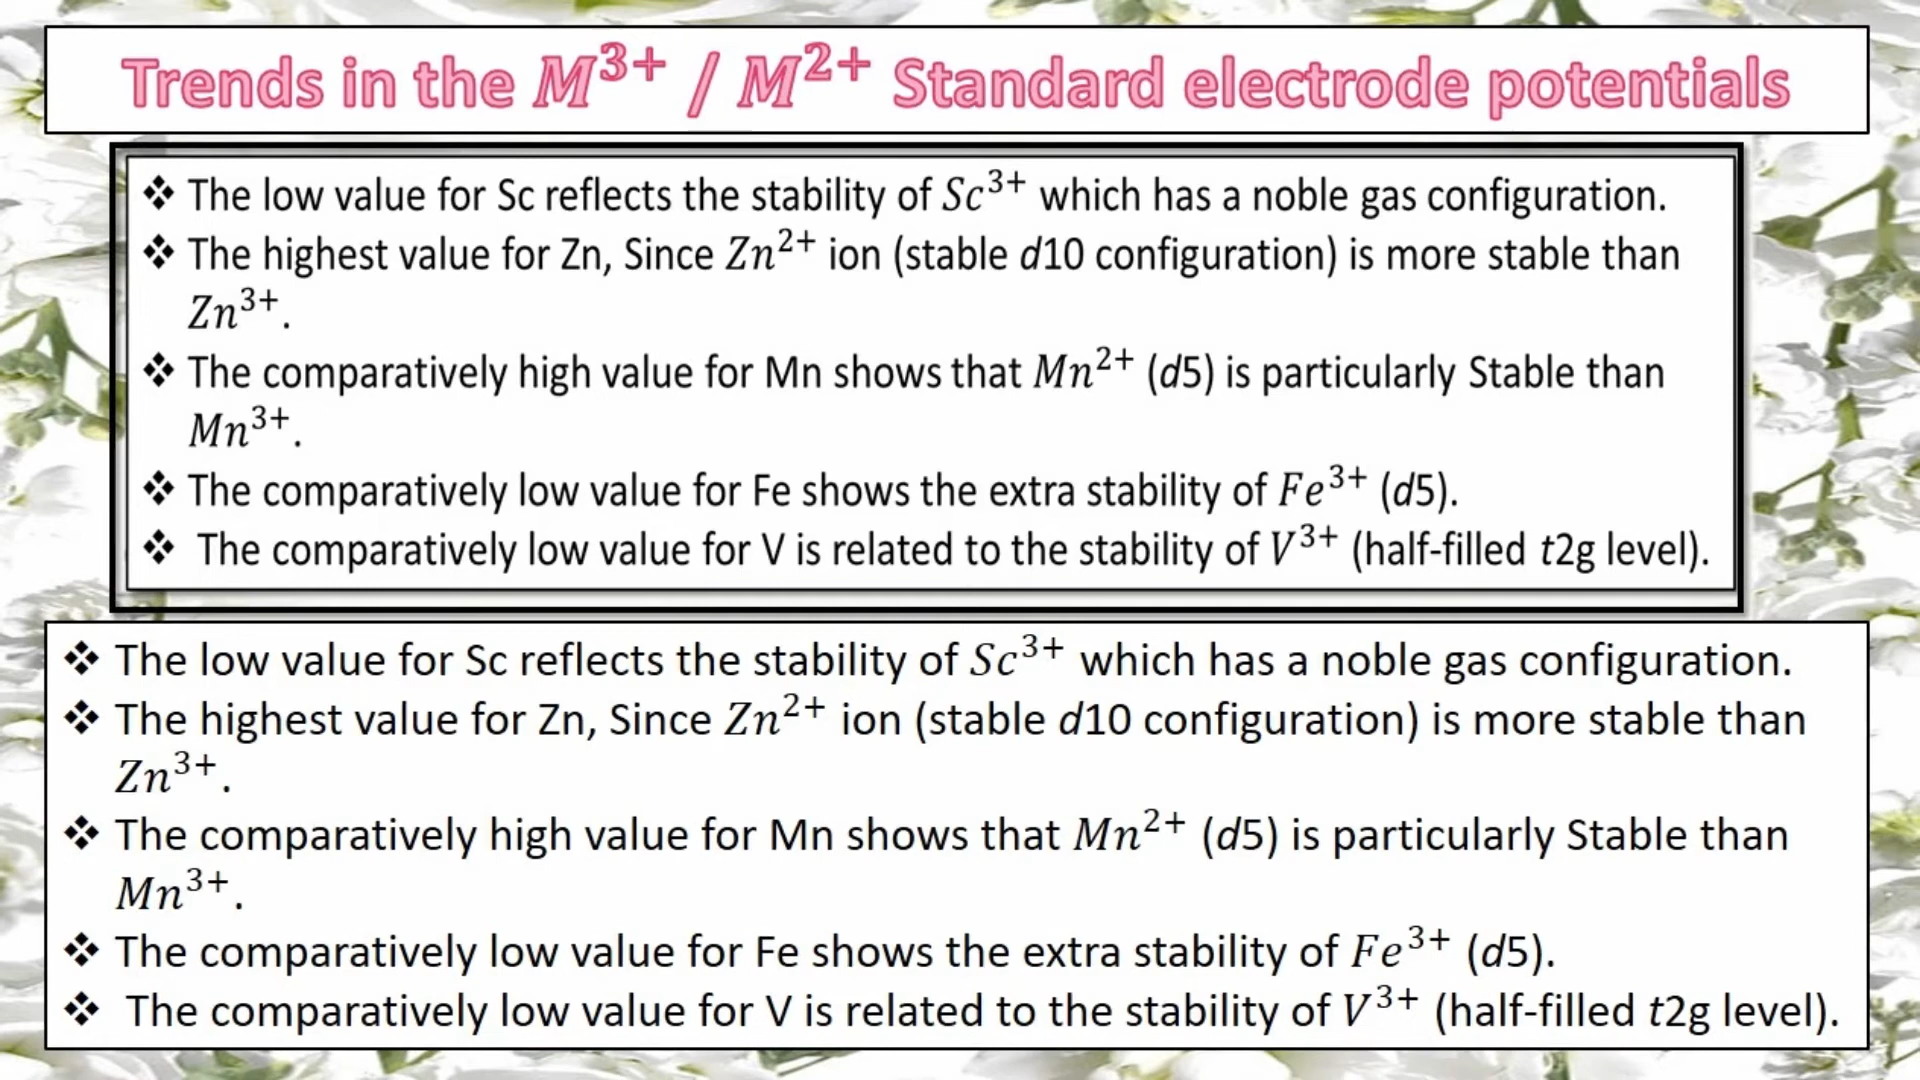 Trends in the M³⁺ / M²⁺ Standard electrode potentials
❖ The low value for Sc reflects the stability of Sc³⁺ which has a noble gas configuration.
❖ The highest value for Zn, Since Zn²⁺ ion (stable d10 configuration) is more stable than
Zn³⁺.
❖ The comparatively high value for Mn shows that Mn²⁺ (d5) is particularly Stable than
Mn³⁺.
❖ The comparatively low value for Fe shows the extra stability of Fe³⁺ (d5).
❖ The comparatively low value for V is related to the stability of V³⁺ (half-filled t2g level).
❖ The low value for Sc reflects the stability of Sc³⁺ which has a noble gas configuration.
❖ The highest value for Zn, Since Zn²⁺ ion (stable d10 configuration) is more stable than
Zn³⁺.
❖ The comparatively high value for Mn shows that Mn²⁺ (d5) is particularly Stable than
Mn³⁺.
❖ The comparatively low value for Fe shows the extra stability of Fe³⁺ (d5).
❖ The comparatively low value for V is related to the stability of V³⁺ (half-filled t2g level).